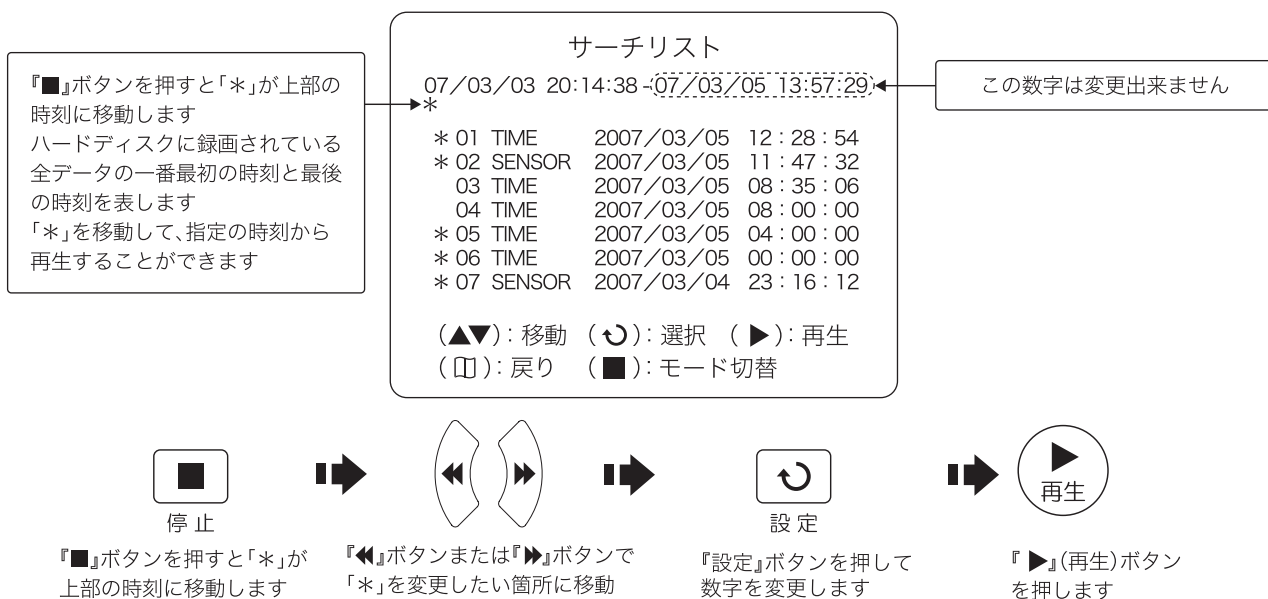 『■』ボタンを押すと「＊」が上部の
時刻に移動します
ハードディスクに録画されている
全データの一番最初の時刻と最後
の時刻を表します
「＊」を移動して、指定の時刻から
再生することができます
サーチリスト
07／03／03 20：14：38 - 07／03／05 13：57：29
＊
＊ 01 TIME 2007／03／05 12：28：54
＊ 02 SENSOR 2007／03／05 11：47：32
03 TIME 2007／03／05 08：35：06
04 TIME 2007／03／05 08：00：00
＊ 05 TIME 2007／03／05 04：00：00
＊ 06 TIME 2007／03／05 00：00：00
＊ 07 SENSOR 2007／03／04 23：16：12
（▲▼）：移動 （↻）：選択 （▶）：再生
（▯▯）：戻り （■）：モード切替
この数字は変更出来ません
停 止
設 定
再生
『■』ボタンを押すと「＊」が
上部の時刻に移動します
『◀◀』ボタンまたは『▶▶』ボタンで
「＊」を変更したい箇所に移動
『設定』ボタンを押して
数字を変更します
『▶』(再生)ボタン
を押します